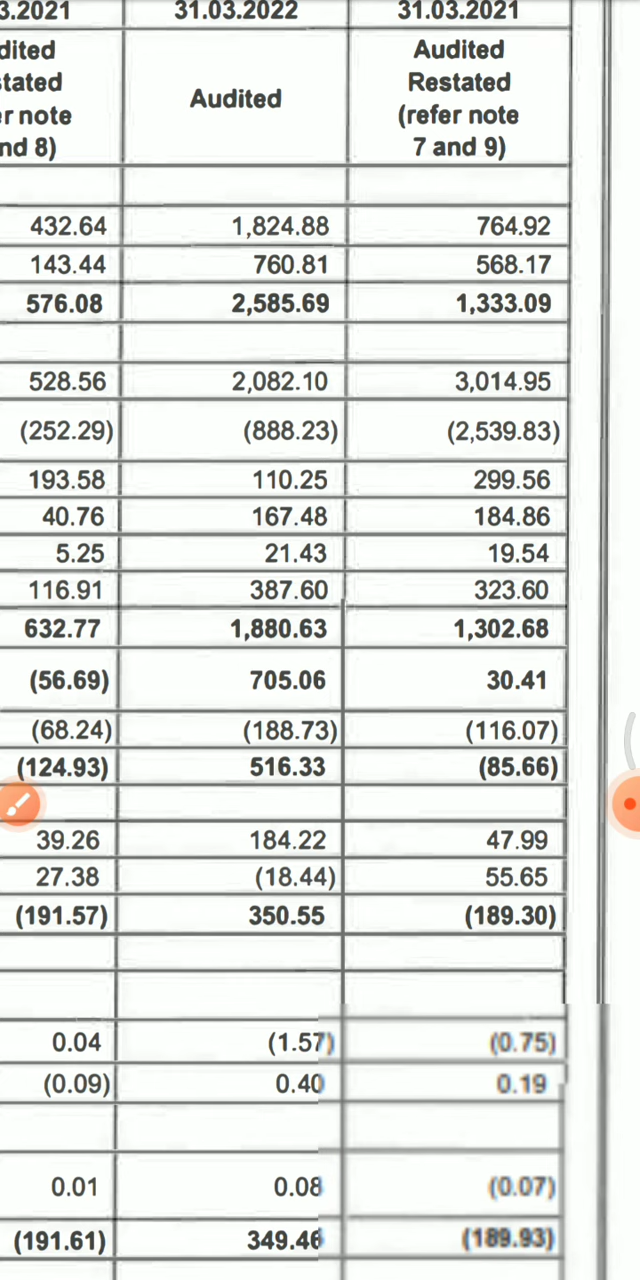 3.2021 31.03.2022 31.03.2021
dited Audited
stated Restated
Audited
er note (refer note
nd 8) 7 and 9)
432.64 1,824.88 764.92
143.44 760.81 568.17
576.08 2,585.69 1,333.09
528.56 2,082.10 3,014.95
(252.29) (888.23) (2,539.83)
193.58 110.25 299.56
40.76 167.48 184.86
5.25 21.43 19.54
116.91 387.60 323.60
632.77 1,880.63 1,302.68
(56.69) 705.06 30.41
(68.24) (188.73) (116.07)
(124.93) 516.33 (85.66)
39.26 184.22 47.99
27.38 (18.44) 55.65
(191.57) 350.55 (189.30)
0.04 (1.57) (0.75)
(0.09) 0.40 0.19
0.01 0.08 (0.07)
(191.61) 349.46 (189.93)